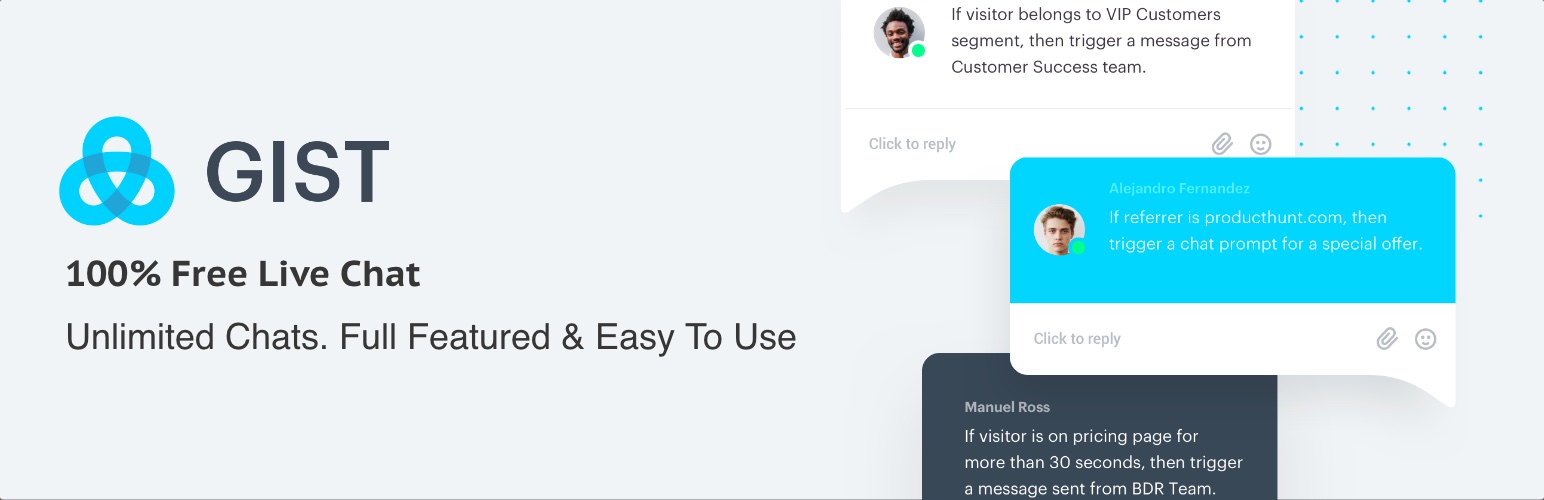 GIST
100% Free Live Chat
Unlimited Chats. Full Featured & Easy To Use
If visitor belongs to VIP Customers
segment, then trigger a message from
Customer Success team.
Click to reply
Alejandro Fernandez
If referrer is producthunt.com, then
trigger a chat prompt for a special offer.
Click to reply
Manuel Ross
If visitor is on pricing page for
more than 30 seconds, then trigger
a message sent from BDR Team.